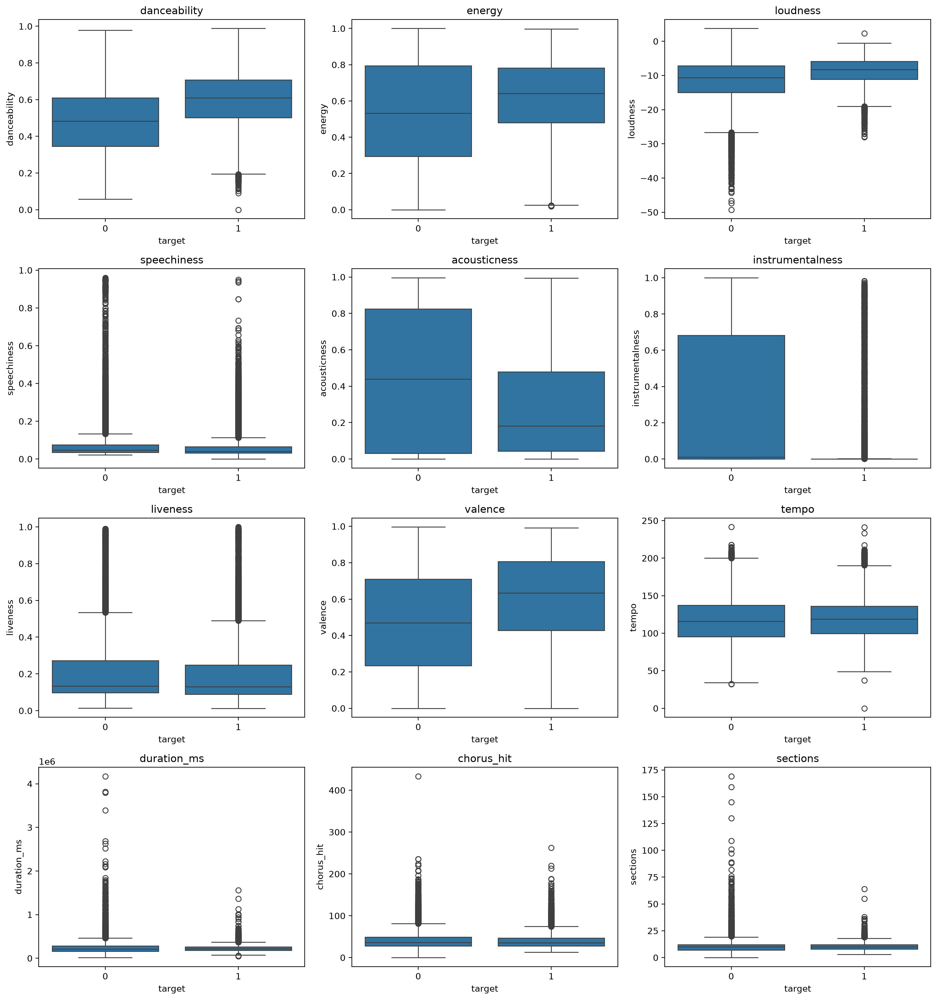 danceability
energy
loudness
1.0
0.8
0.6
0.4
0.2
0.0
danceability
0
1
target
1.0
0.8
0.6
0.4
0.2
0.0
energy
0
1
target
0
−10
−20
−30
−40
−50
loudness
0
1
target
speechiness
acousticness
instrumentalness
1.0
0.8
0.6
0.4
0.2
0.0
speechiness
0
1
target
1.0
0.8
0.6
0.4
0.2
0.0
acousticness
0
1
target
1.0
0.8
0.6
0.4
0.2
0.0
instrumentalness
0
1
target
liveness
valence
tempo
1.0
0.8
0.6
0.4
0.2
0.0
liveness
0
1
target
1.0
0.8
0.6
0.4
0.2
0.0
valence
0
1
target
250
200
150
100
50
0
tempo
0
1
target
duration_ms
chorus_hit
sections
1e6
4
3
2
1
0
duration_ms
0
1
target
400
300
200
100
0
chorus_hit
0
1
target
175
150
125
100
75
50
25
0
sections
0
1
target